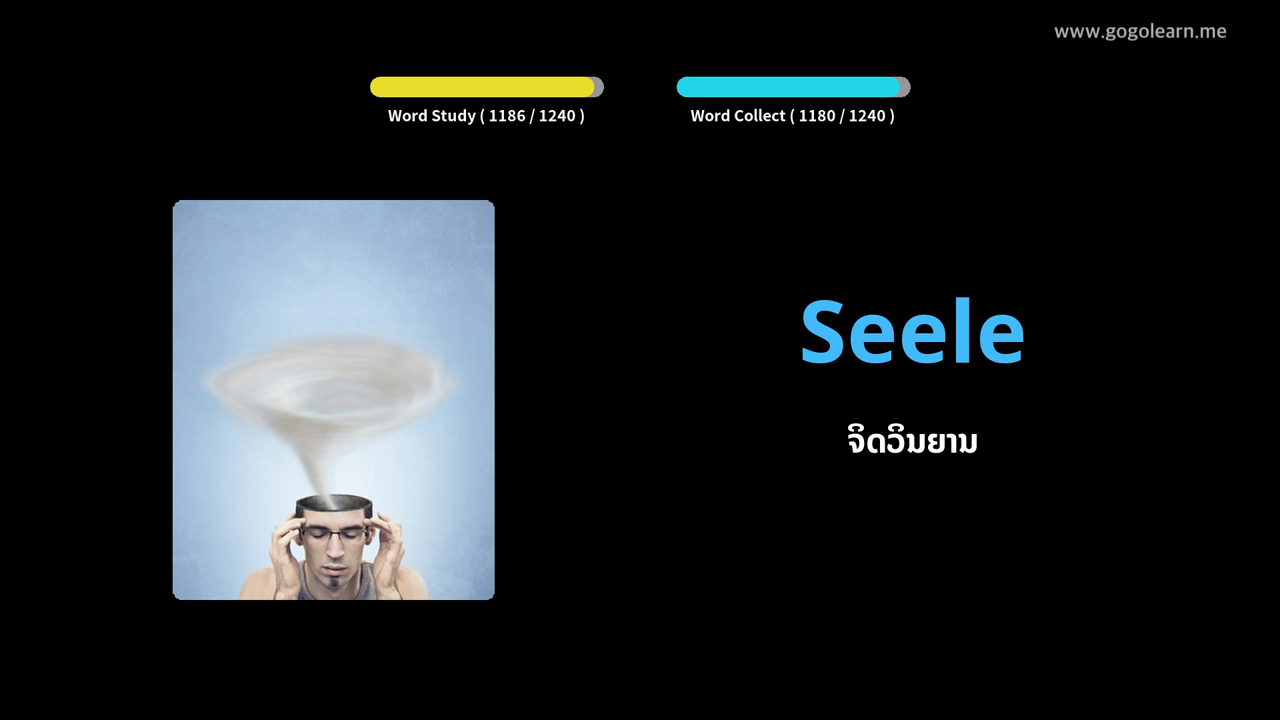 www.gogolearn.me
Word Study ( 1186 / 1240 )
Word Collect ( 1180 / 1240 )
Seele
ຈິດວິນຍານ